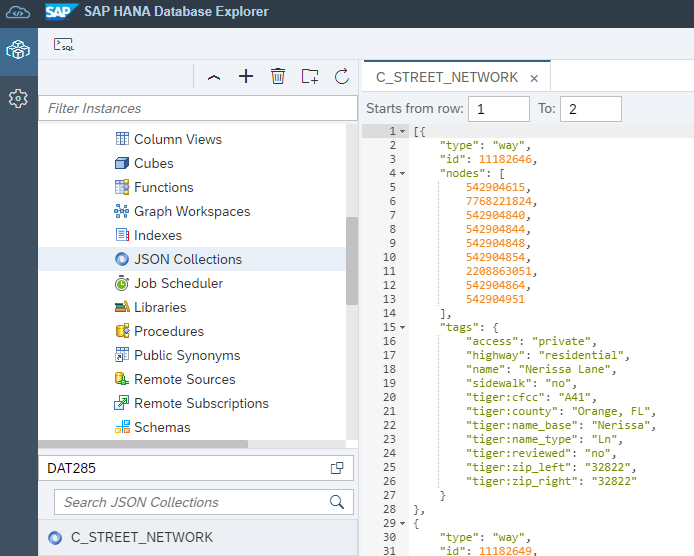 SAP SAP HANA Database Explorer
SQL
Filter Instances
Column Views
Cubes
Functions
Graph Workspaces
Indexes
JSON Collections
Job Scheduler
Libraries
Procedures
Public Synonyms
Remote Sources
Remote Subscriptions
Schemas
DAT285
Search JSON Collections
C_STREET_NETWORK
C_STREET_NETWORK ×
Starts from row: 1 To: 2
1 [{
2 "type": "way",
3 "id": 11182646,
4 "nodes": [
5 542904615,
6 7768221824,
7 542904840,
8 542904844,
9 542904848,
10 542904854,
11 2208863051,
12 542904864,
13 542904951
14 ],
15 "tags": {
16 "access": "private",
17 "highway": "residential",
18 "name": "Nerissa Lane",
19 "sidewalk": "no",
20 "tiger:cfcc": "A41",
21 "tiger:county": "Orange, FL",
22 "tiger:name_base": "Nerissa",
23 "tiger:name_type": "Ln",
24 "tiger:reviewed": "no",
25 "tiger:zip_left": "32822",
26 "tiger:zip_right": "32822"
27 }
28 },
29 {
30 "type": "way",
31 "id": 11182649,